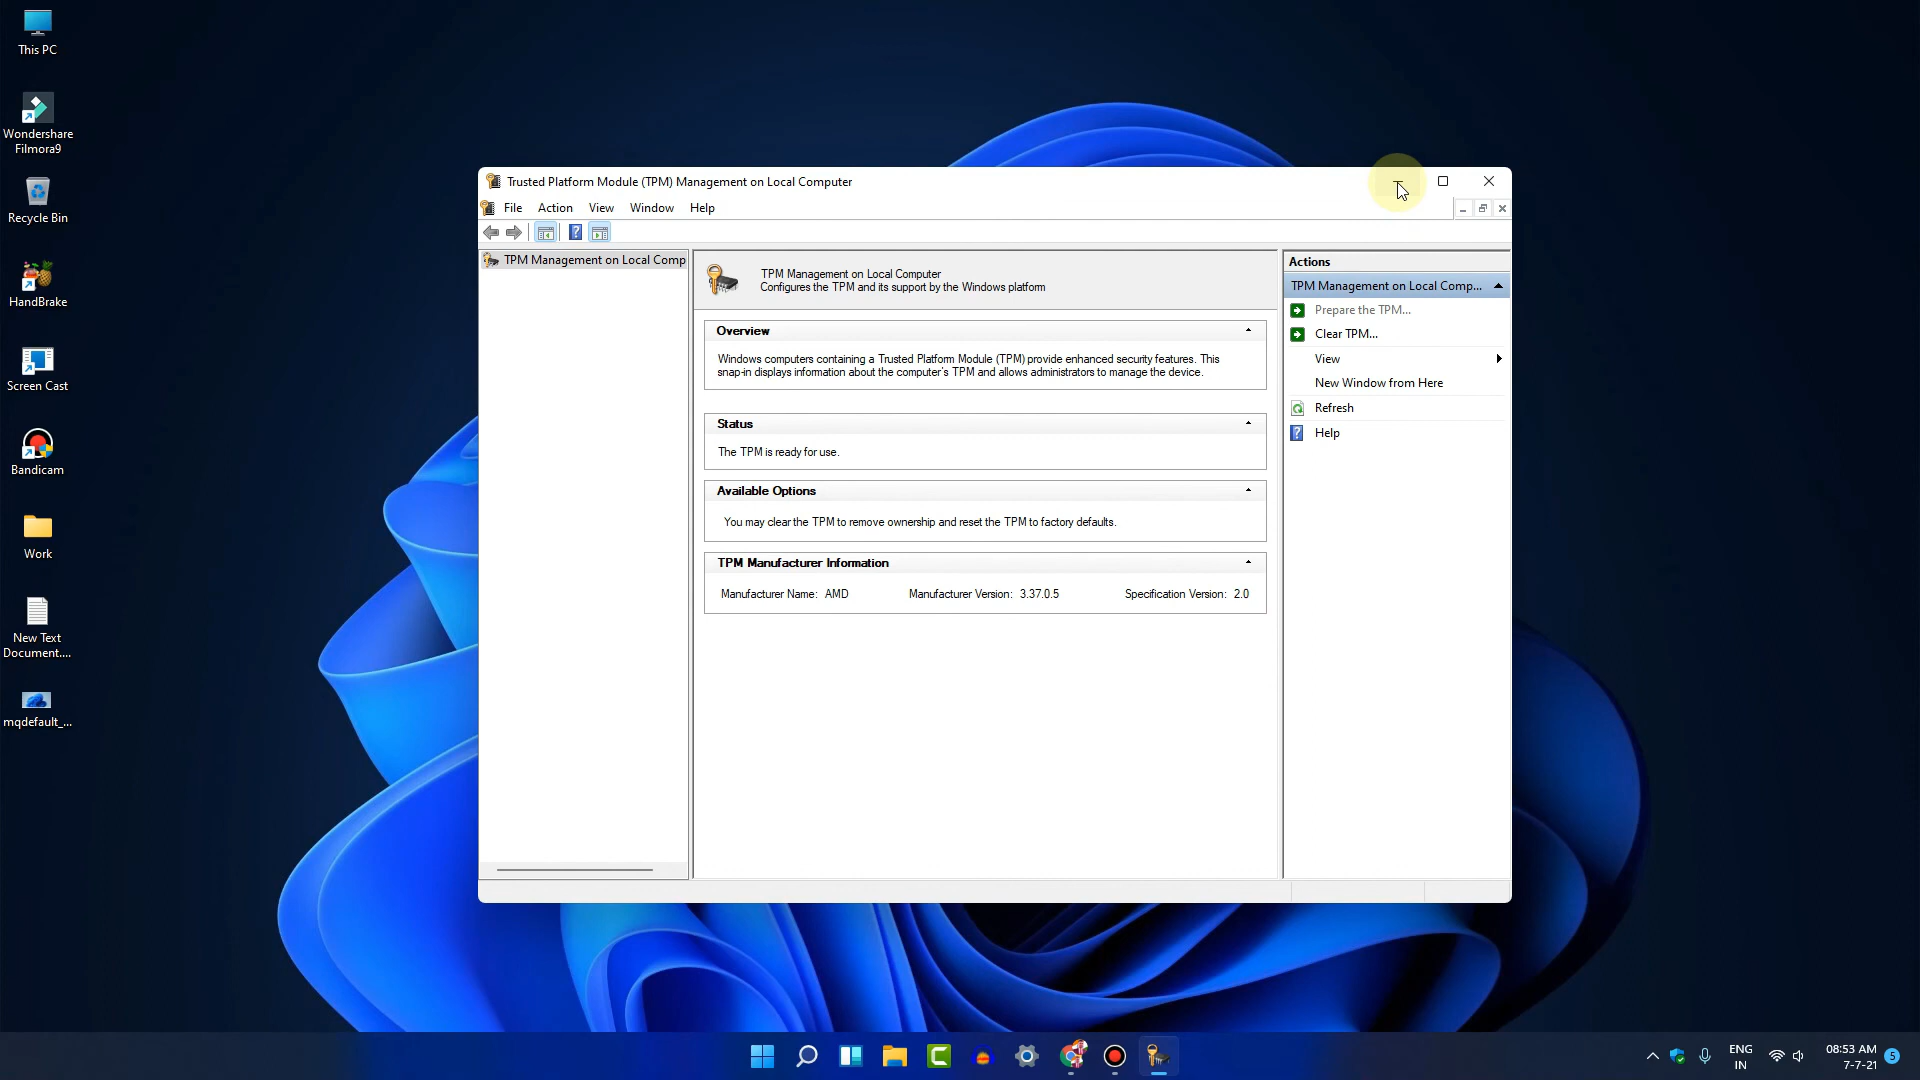 This PC
Wondershare
Filmora9
Recycle Bin
HandBrake
Screen Cast
Bandicam
Work
New Text
Document....
mqdefault_...
Trusted Platform Module (TPM) Management on Local Computer
File Action View Window Help
TPM Management on Local Comp
TPM Management on Local Computer
Configures the TPM and its support by the Windows platform
Overview
Windows computers containing a Trusted Platform Module (TPM) provide enhanced security features. This
snap-in displays information about the computer's TPM and allows administrators to manage the device.
Status
The TPM is ready for use.
Available Options
You may clear the TPM to remove ownership and reset the TPM to factory defaults.
TPM Manufacturer Information
Manufacturer Name: AMD Manufacturer Version: 3.37.0.5 Specification Version: 2.0
Actions
TPM Management on Local Comp...
Prepare the TPM...
Clear TPM...
View
New Window from Here
Refresh
Help
ENG
IN
08:53 AM
7-7-21
5